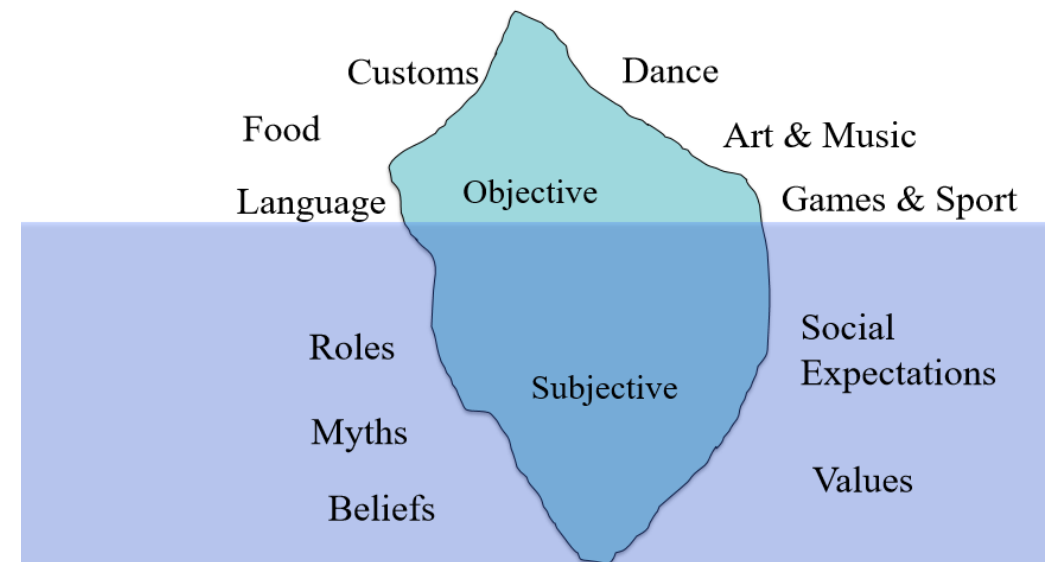 Customs
Dance
Food
Art & Music
Language
Objective
Games & Sport
Roles
Social
Expectations
Subjective
Myths
Values
Beliefs